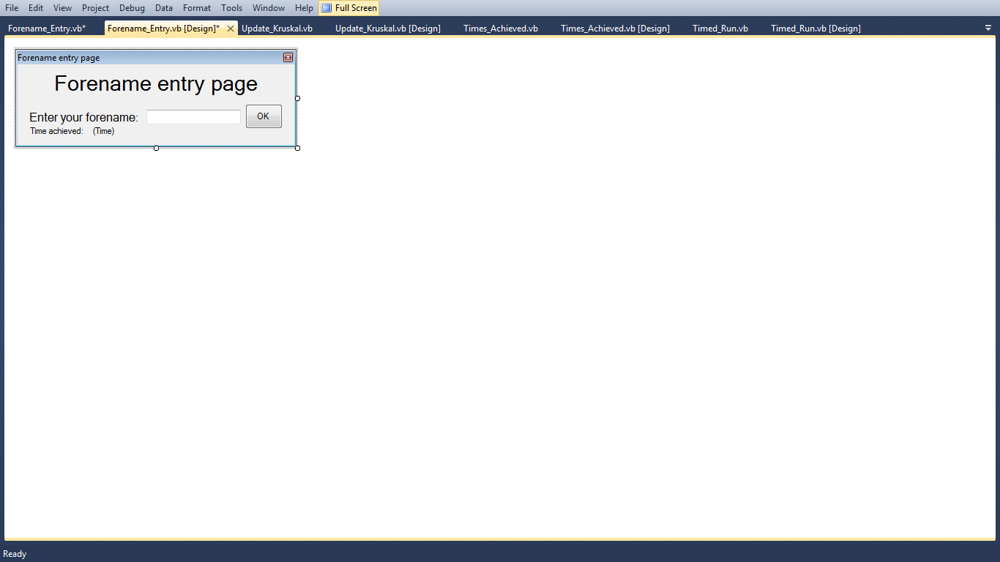 File Edit View Project Debug Data Format Tools Window Help Full Screen
Forename_Entry.vb* Forename_Entry.vb [Design]* Update_Kruskal.vb Update_Kruskal.vb [Design] Times_Achieved.vb Times_Achieved.vb [Design] Timed_Run.vb Timed_Run.vb [Design]
Forename entry page
Forename entry page
Enter your forename: OK
Time achieved: (Time)
Ready